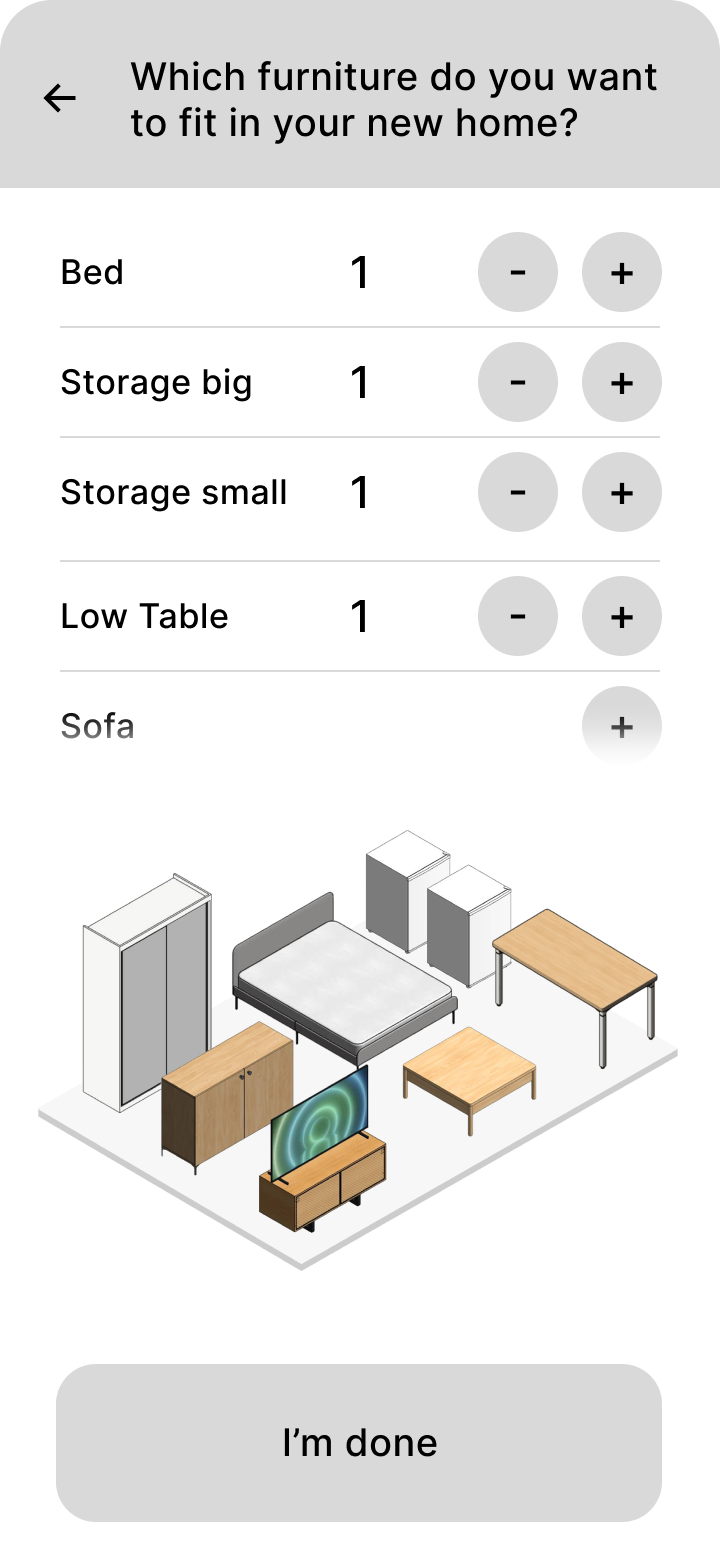 Which furniture do you want
to fit in your new home?
Bed 1 - +
Storage big 1 - +
Storage small 1 - +
Low Table 1 - +
Sofa +
I’m done